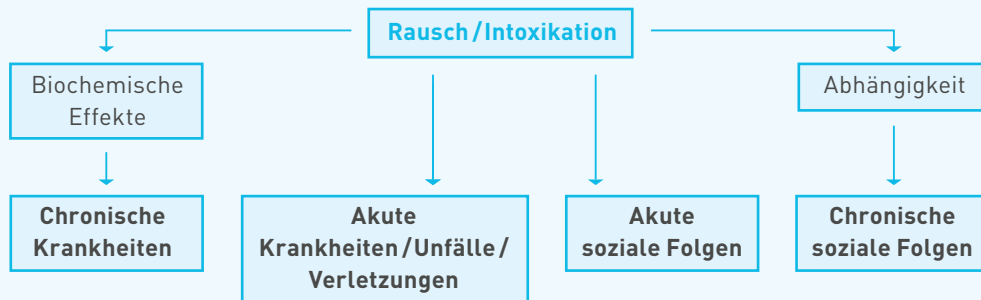 Rausch/Intoxikation
Biochemische
Effekte
Abhängigkeit
Chronische
Krankheiten
Akute
Krankheiten/Unfälle/
Verletzungen
Akute
soziale Folgen
Chronische
soziale Folgen